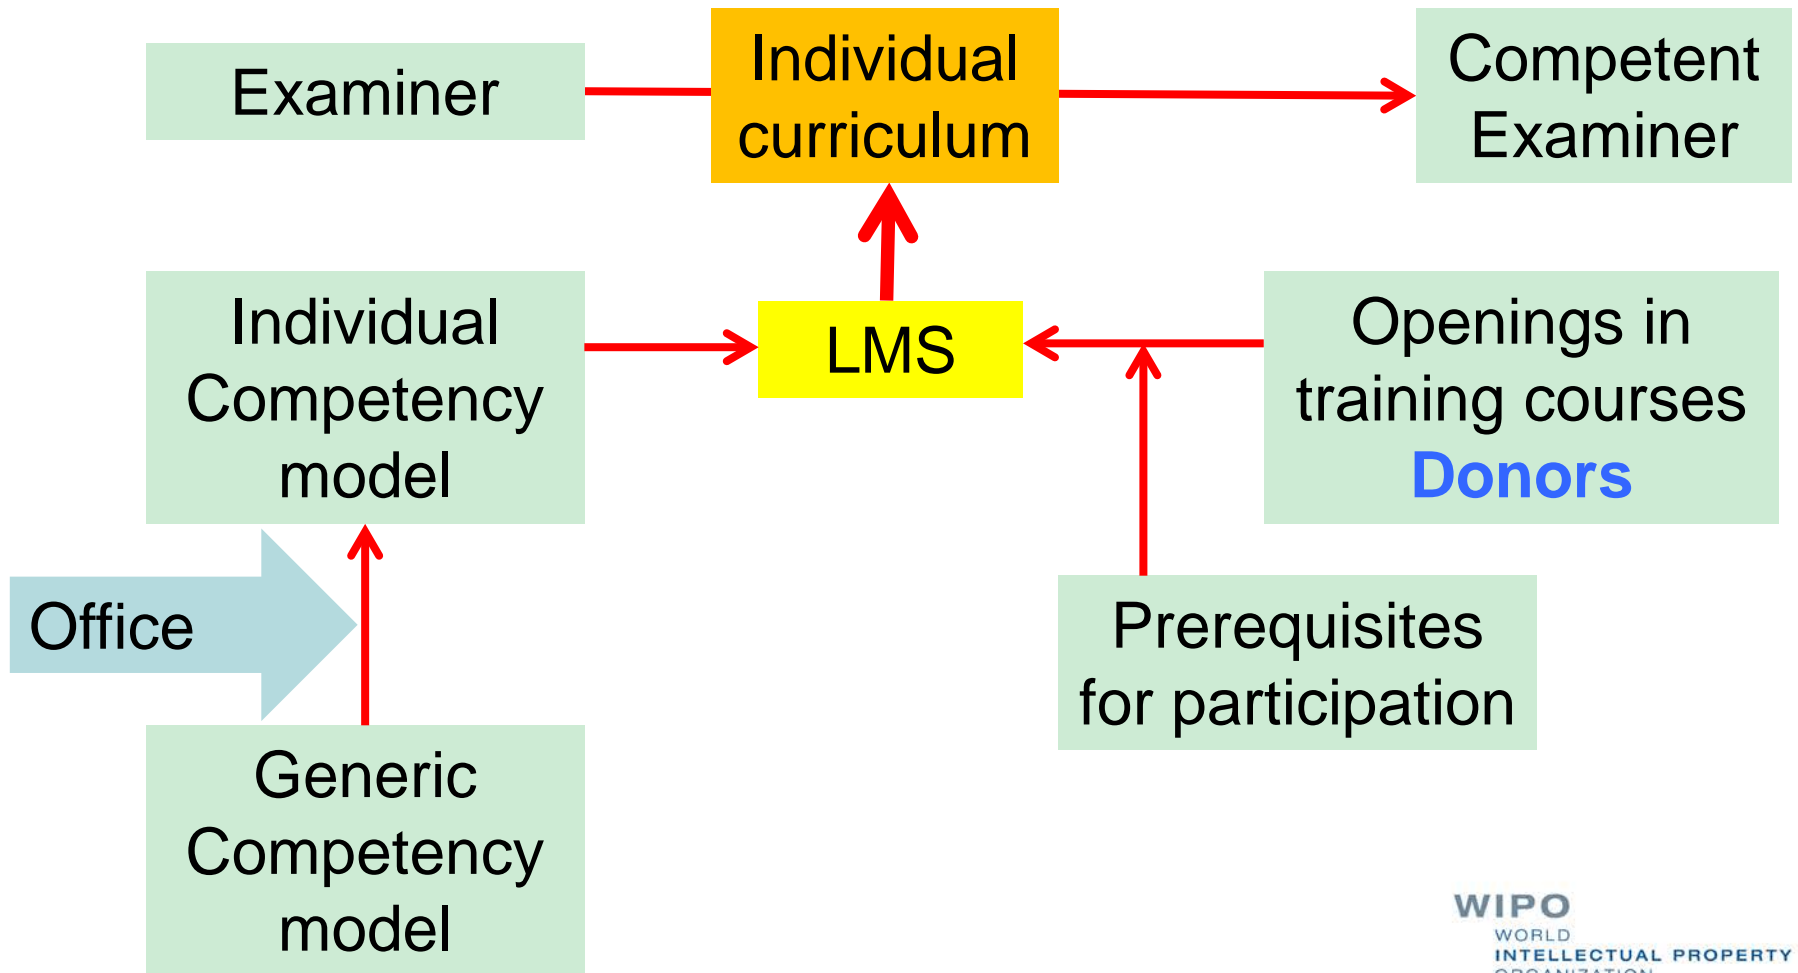 Examiner
Individual
curriculum
Competent
Examiner
Individual
Competency
model
LMS
Openings in
training courses
Donors
Office
Prerequisites
for participation
Generic
Competency
model
WIPO
WORLD
INTELLECTUAL PROPERTY
ORGANIZATION